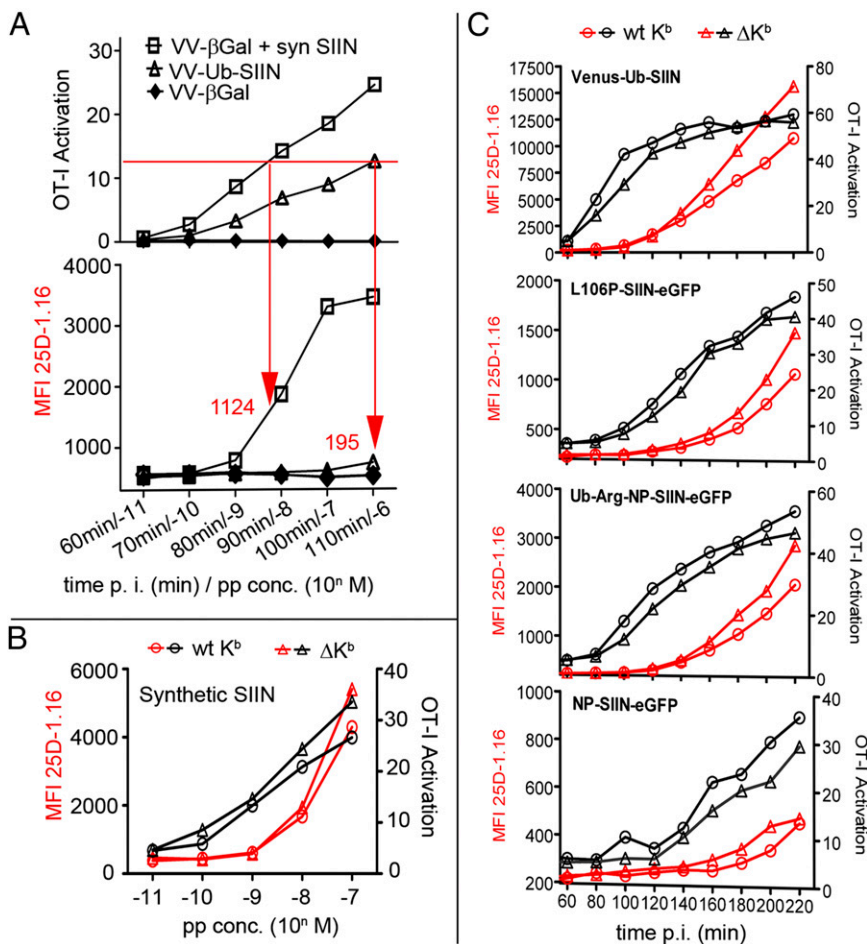 A
VV-βGal + syn SIIN
VV-Ub-SIIN
VV-βGal
OT-I Activation
30
20
10
0
MFI 25D-1.16
4000
3000
2000
1000
1124
195
60min/-11
70min/-10
80min/-9
90min/-8
100min/-7
110min/-6
time p. i. (min) / pp conc. (10ⁿ M)
B
wt Kᵇ
ΔKᵇ
Synthetic SIIN
MFI 25D-1.16
6000
4000
2000
0
OT-I Activation
40
30
20
10
0
-11 -10 -9 -8 -7
pp conc. (10ⁿ M)
C
wt Kᵇ
ΔKᵇ
Venus-Ub-SIIN
MFI 25D-1.16
17500
15000
12500
10000
7500
5000
2500
0
OT-I Activation
80
60
40
20
0
L106P-SIIN-eGFP
MFI 25D-1.16
2000
1500
1000
500
OT-I Activation
50
40
30
20
10
0
Ub-Arg-NP-SIIN-eGFP
MFI 25D-1.16
4000
3000
2000
1000
OT-I Activation
60
40
20
0
NP-SIIN-eGFP
MFI 25D-1.16
1000
800
600
400
200
OT-I Activation
40
30
20
10
0
60 80 100 120 140 160 180 200 220
time p.i. (min)